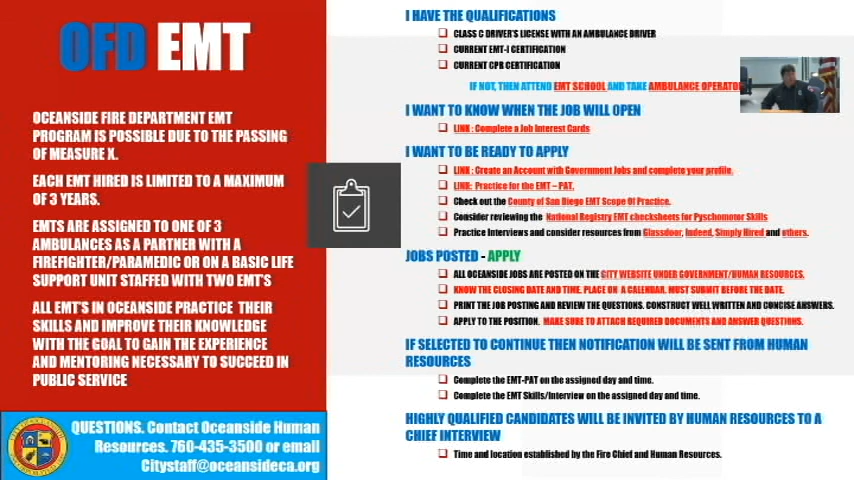 OFD EMT
OCEANSIDE FIRE DEPARTMENT EMT
PROGRAM IS POSSIBLE DUE TO THE PASSING
OF MEASURE X.
EACH EMT HIRED IS LIMITED TO A MAXIMUM
OF 3 YEARS.
EMTS ARE ASSIGNED TO ONE OF 3
AMBULANCES AS A PARTNER WITH A
FIREFIGHTER/PARAMEDIC OR ON A BASIC LIFE
SUPPORT UNIT STAFFED WITH TWO EMT'S
ALL EMT'S IN OCEANSIDE PRACTICE THEIR
SKILLS AND IMPROVE THEIR KNOWLEDGE
WITH THE GOAL TO GAIN THE EXPERIENCE
AND MENTORING NECESSARY TO SUCCEED IN
PUBLIC SERVICE
QUESTIONS. Contact Oceanside Human
Resources. 760-435-3500 or email
Citystaff@oceansideca.org
I HAVE THE QUALIFICATIONS
CLASS C DRIVER'S LICENSE WITH AN AMBULANCE DRIVER
CURRENT EMT-I CERTIFICATION
CURRENT CPR CERTIFICATION
IF NOT, THEN ATTEND EMT SCHOOL AND TAKE AMBULANCE OPERATOR
I WANT TO KNOW WHEN THE JOB WILL OPEN
LINK : Complete a Job Interest Cards
I WANT TO BE READY TO APPLY
LINK : Create an Account with Government Jobs and complete your profile.
LINK: Practice for the EMT – PAT.
Check out the County of San Diego EMT Scope Of Practice.
Consider reviewing the National Registry EMT checksheets for Pyschomotor Skills
Practice Interviews and consider resources from Glassdoor, Indeed, Simply Hired and others.
JOBS POSTED - APPLY
ALL OCEANSIDE JOBS ARE POSTED ON THE CITY WEBSITE UNDER GOVERNMENT/HUMAN RESOURCES.
KNOW THE CLOSING DATE AND TIME. PLACE ON A CALENDAR. MUST SUBMIT BEFORE THE DATE.
PRINT THE JOB POSTING AND REVIEW THE QUESTIONS. CONSTRUCT WELL WRITTEN AND CONCISE ANSWERS.
APPLY TO THE POSITION. MAKE SURE TO ATTACH REQUIRED DOCUMENTS AND ANSWER QUESTIONS.
IF SELECTED TO CONTINUE THEN NOTIFICATION WILL BE SENT FROM HUMAN
RESOURCES
Complete the EMT-PAT on the assigned day and time.
Complete the EMT Skills/Interview on the assigned day and time.
HIGHLY QUALIFIED CANDIDATES WILL BE INVITED BY HUMAN RESOURCES TO A
CHIEF INTERVIEW
Time and location established by the Fire Chief and Human Resources.